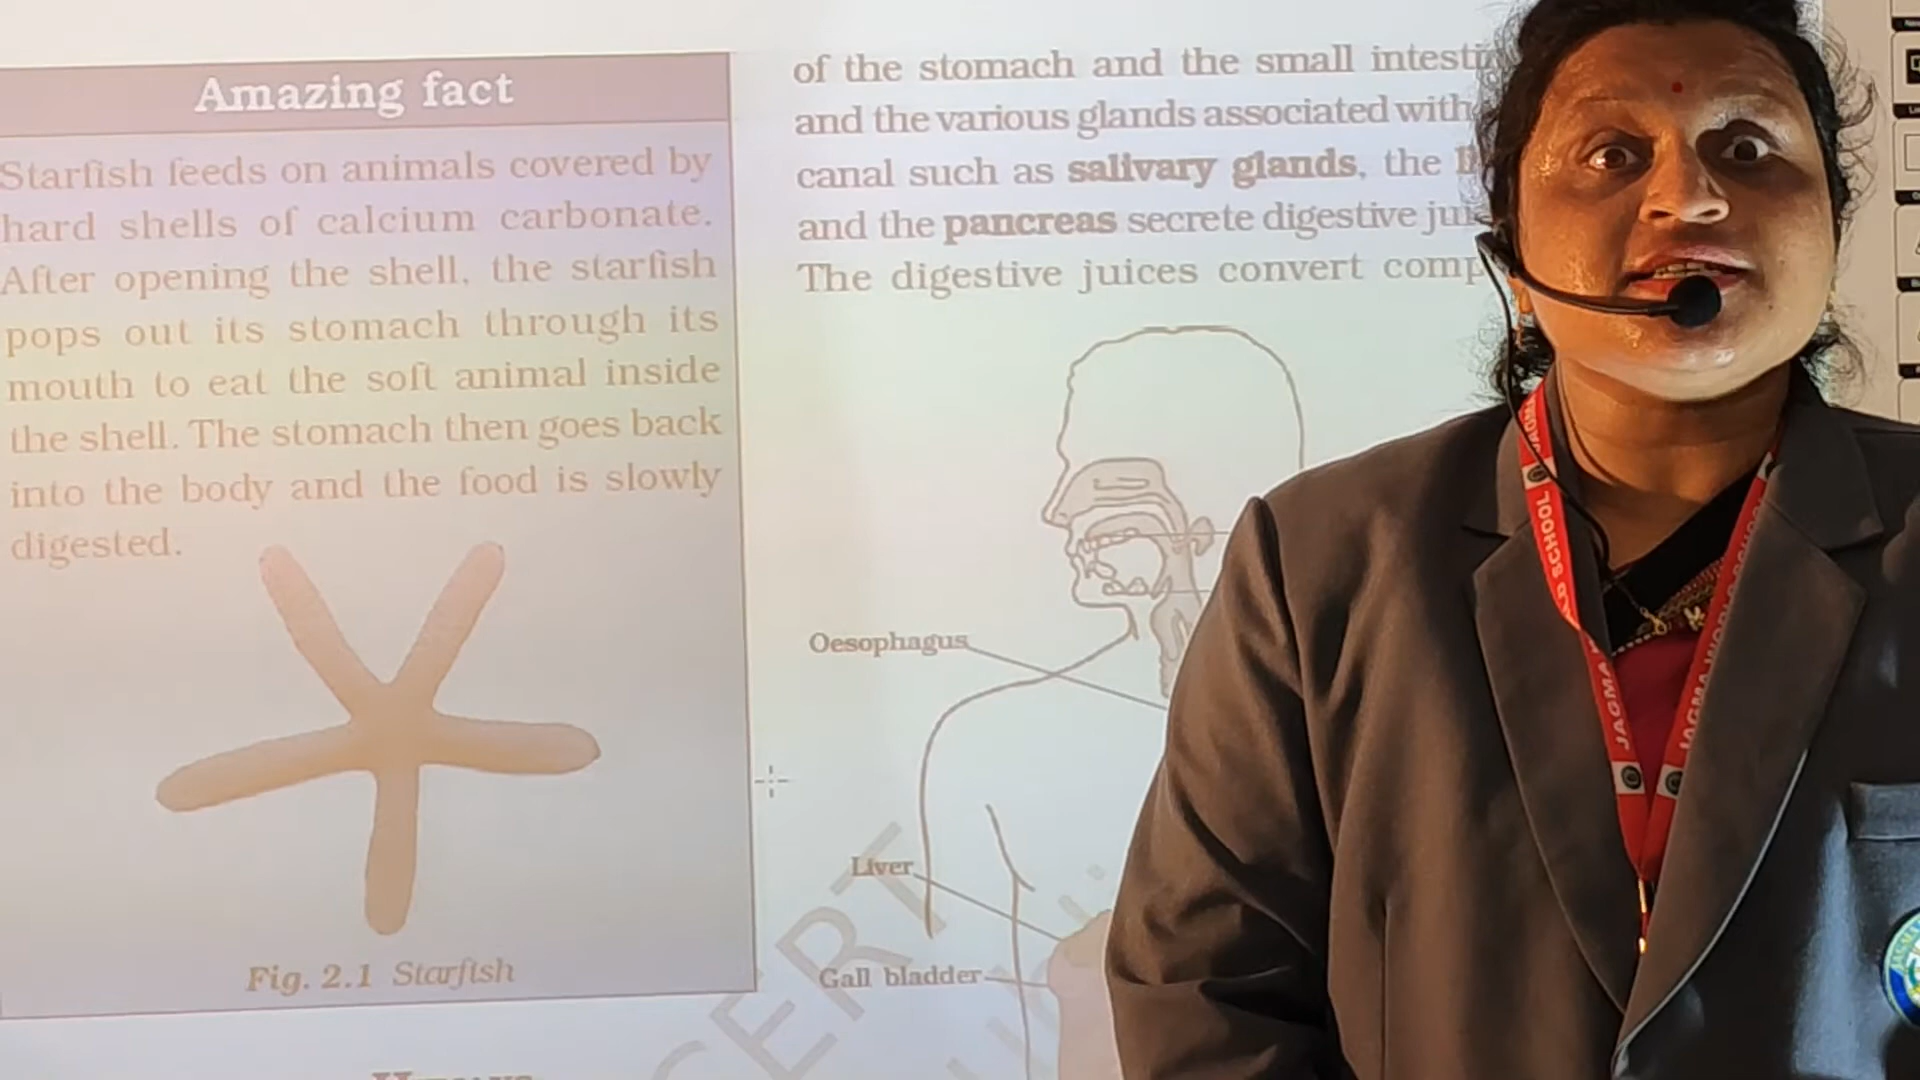 Amazing fact
Starfish feeds on animals covered by
hard shells of calcium carbonate.
After opening the shell, the starfish
pops out its stomach through its
mouth to eat the soft animal inside
the shell. The stomach then goes back
into the body and the food is slowly
digested.
Fig. 2.1 Starfish
of the stomach and the small
and the various glands associated with
canal such as salivary glands, the
and the pancreas secrete digestive
The digestive juices convert
Oesophagus
Liver
Gall bladder
SCHOOL
JAGMA